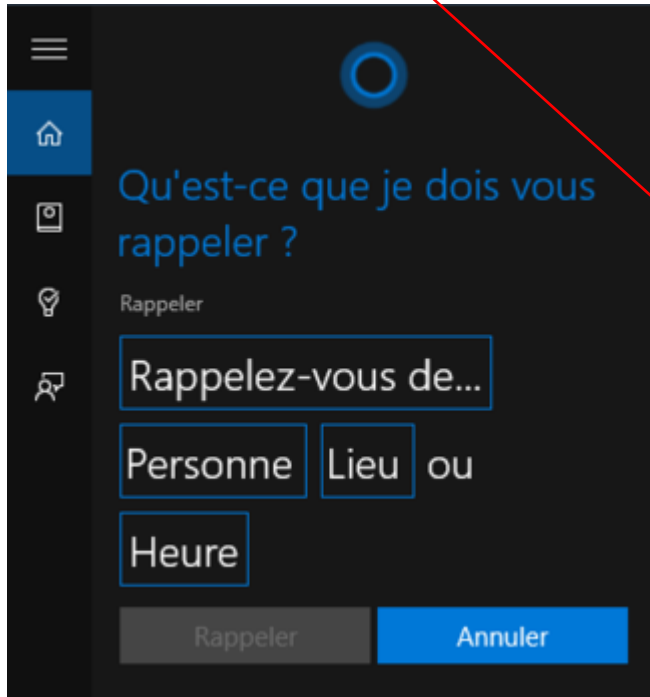 Qu'est-ce que je dois vous
rappeler ?
Rappeler
Rappelez-vous de...
Personne Lieu ou
Heure
Rappeler Annuler